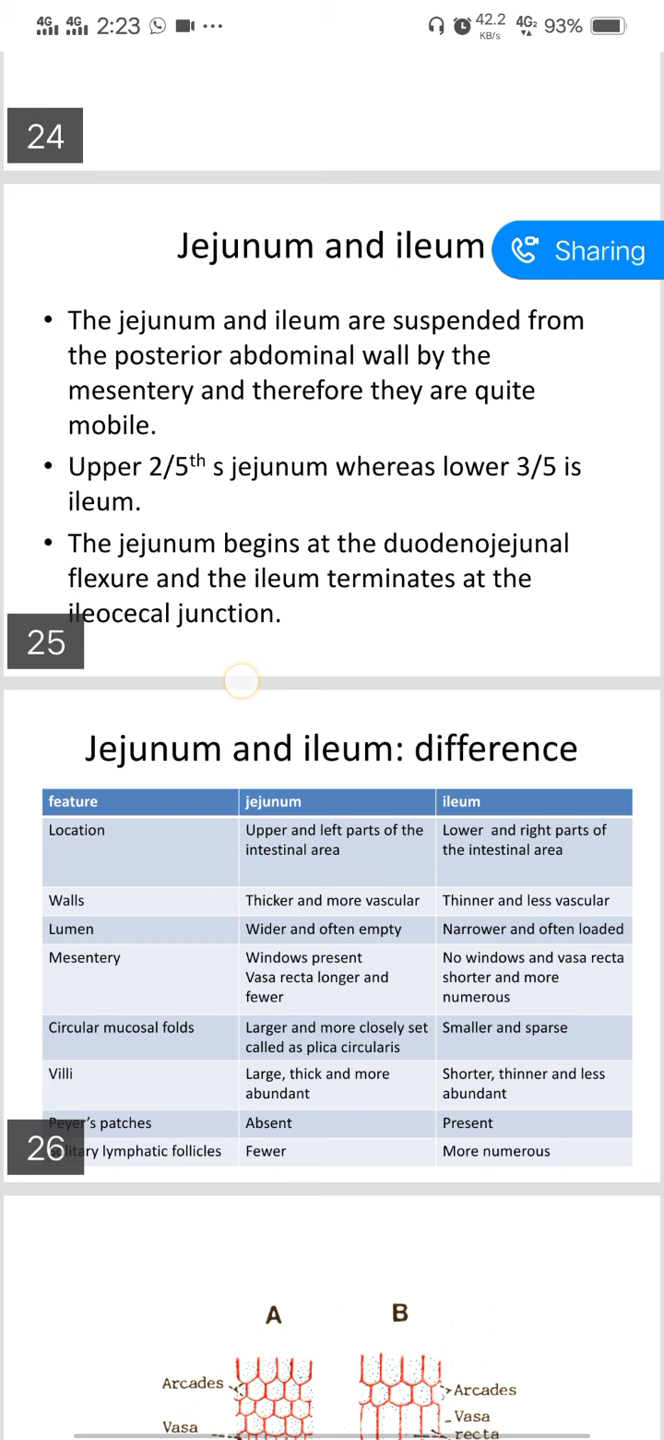 4G 4G 2:23 ... 42.2 KB/s 4G2 93%
24
Jejunum and ileum
Sharing
• The jejunum and ileum are suspended from
the posterior abdominal wall by the
mesentery and therefore they are quite
mobile.
• Upper 2/5th s jejunum whereas lower 3/5 is
ileum.
• The jejunum begins at the duodenojejunal
flexure and the ileum terminates at the
ileocecal junction.
25
Jejunum and ileum: difference
feature jejunum ileum
Location Upper and left parts of the Lower and right parts of
intestinal area the intestinal area
Walls Thicker and more vascular Thinner and less vascular
Lumen Wider and often empty Narrower and often loaded
Mesentery Windows present No windows and vasa recta
Vasa recta longer and shorter and more
fewer numerous
Circular mucosal folds Larger and more closely set Smaller and sparse
called as plica circularis
Villi Large, thick and more Shorter, thinner and less
abundant abundant
Peyer's patches Absent Present
26
lymphatic follicles Fewer More numerous
A B
Arcades Arcades
Vasa Vasa
recta